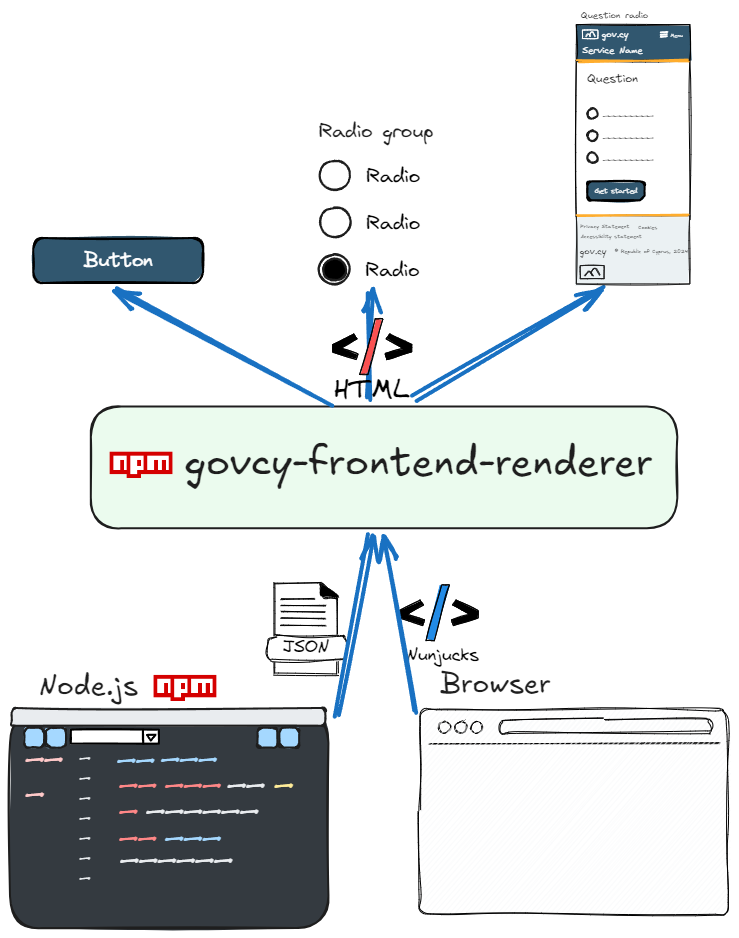 Question radio
gov.cy
Menu
Service Name
Question
Get started
Privacy Statement Cookies
Accessibility statement
gov.cy © Republic of Cyprus, 2024
Radio group
Radio
Radio
Radio
Button
</>
HTML
npm govcy-frontend-renderer
JSON
</>
Nunjucks
Node.js npm
Browser